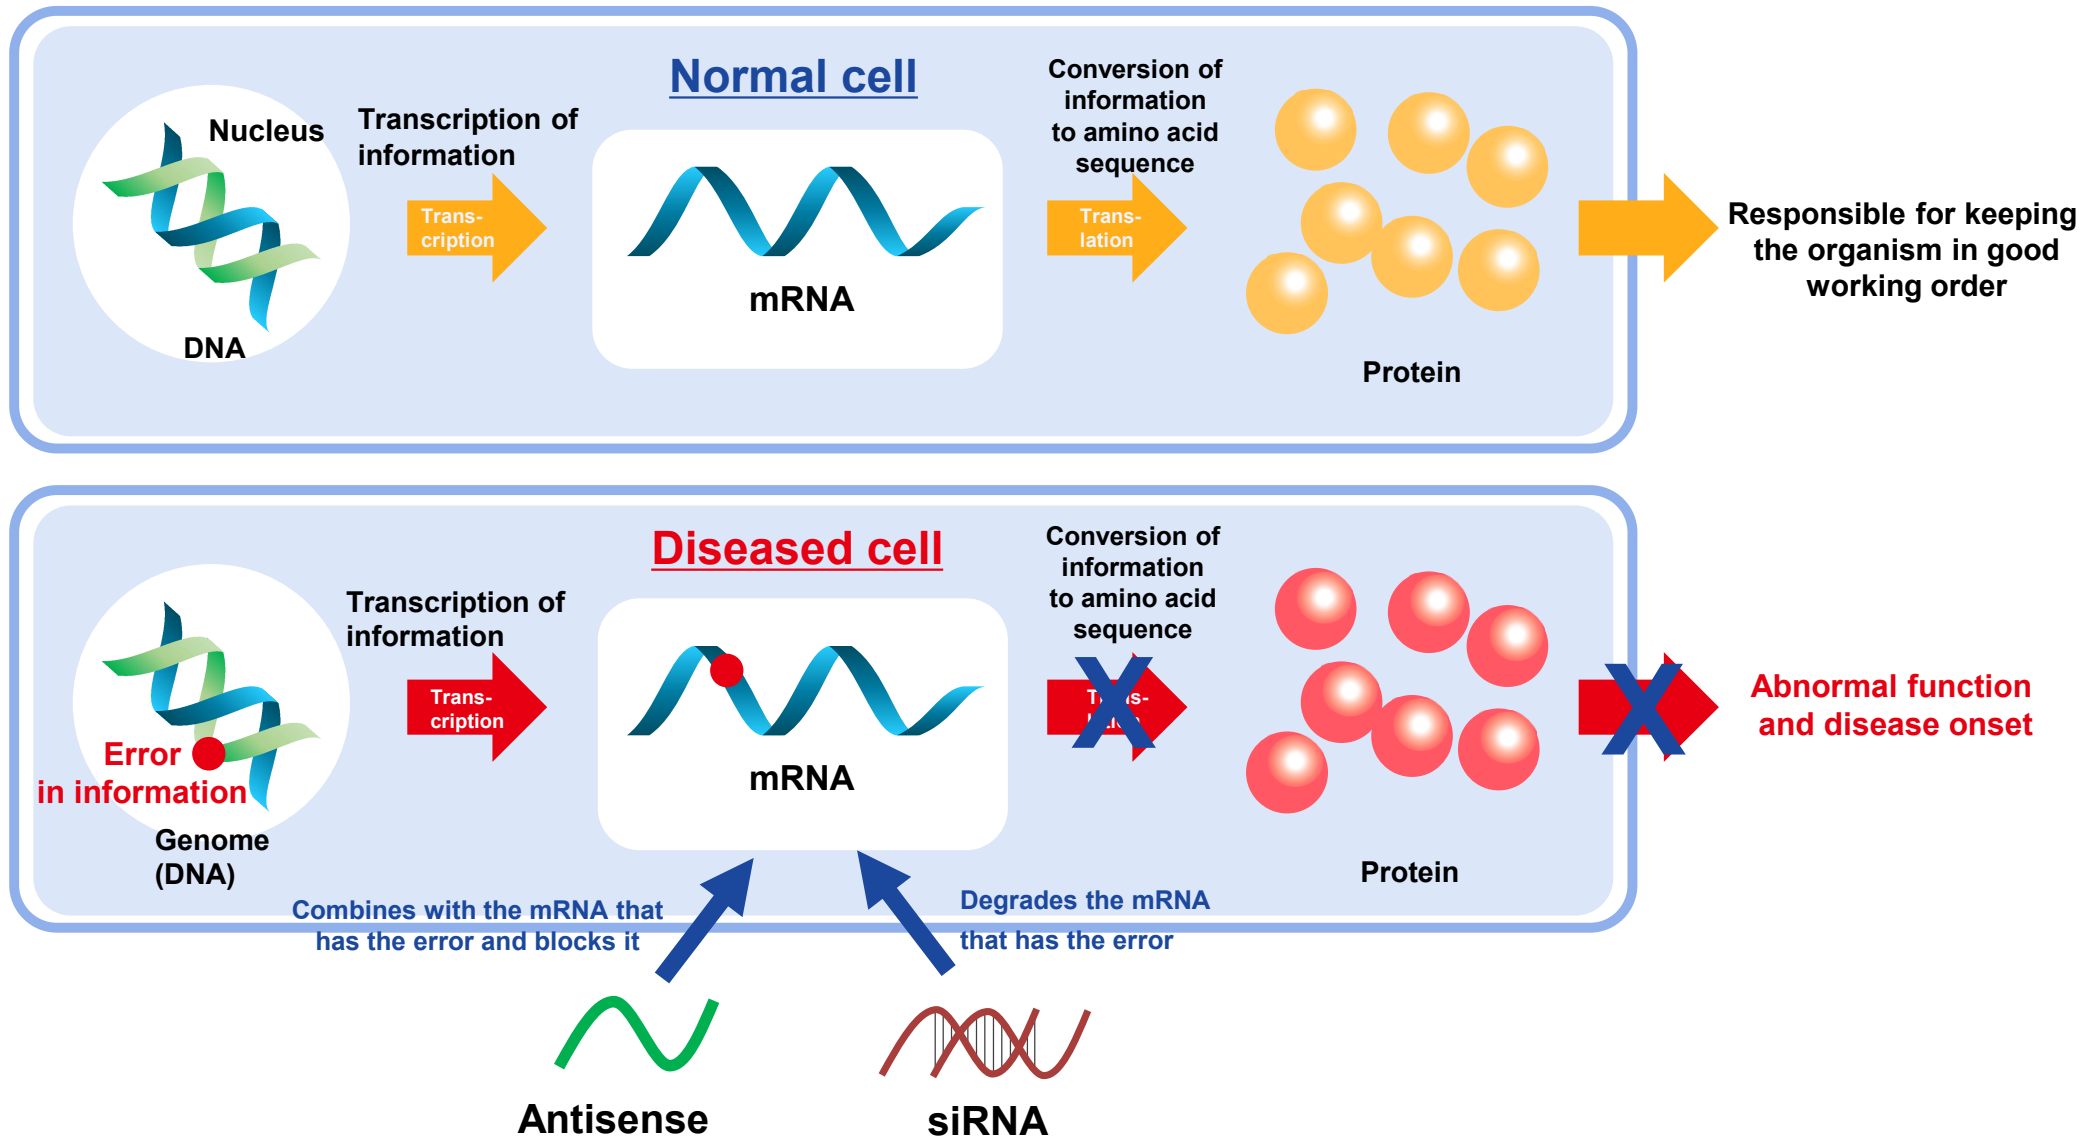 Normal cell
Nucleus
DNA
Transcription of
information
Trans-
cription
mRNA
Conversion of
information
to amino acid
sequence
Trans-
lation
Protein
Responsible for keeping
the organism in good
working order
Diseased cell
Error
in information
Genome
(DNA)
Transcription of
information
Trans-
cription
mRNA
Conversion of
information
to amino acid
sequence
Trans-
lation
Protein
Abnormal function
and disease onset
Combines with the mRNA that
has the error and blocks it
Degrades the mRNA
that has the error
Antisense
siRNA